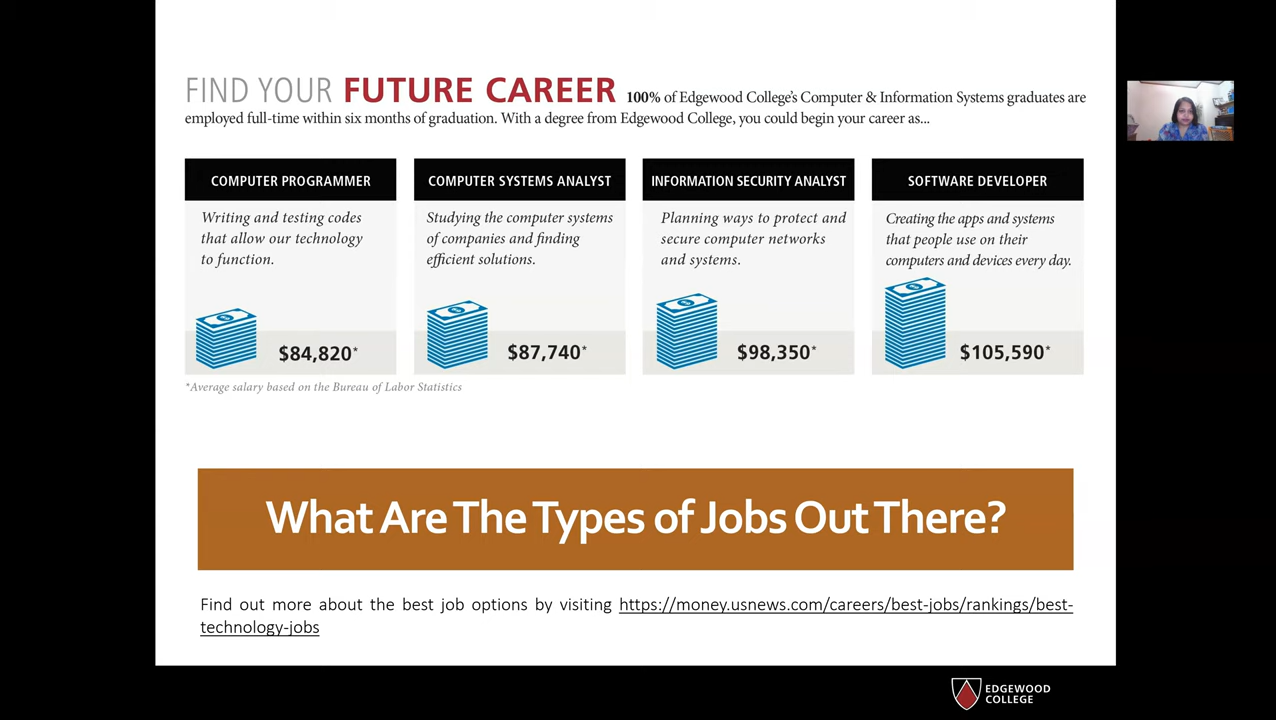 FIND YOUR FUTURE CAREER 100% of Edgewood College's Computer & Information Systems graduates are
employed full-time within six months of graduation. With a degree from Edgewood College, you could begin your career as...
COMPUTER PROGRAMMER
Writing and testing codes
that allow our technology
to function.
$84,820*
COMPUTER SYSTEMS ANALYST
Studying the computer systems
of companies and finding
efficient solutions.
$87,740*
INFORMATION SECURITY ANALYST
Planning ways to protect and
secure computer networks
and systems.
$98,350*
SOFTWARE DEVELOPER
Creating the apps and systems
that people use on their
computers and devices every day.
$105,590*
*Average salary based on the Bureau of Labor Statistics
What Are The Types of Jobs Out There?
Find out more about the best job options by visiting https://money.usnews.com/careers/best-jobs/rankings/best-
technology-jobs
EDGEWOOD
COLLEGE